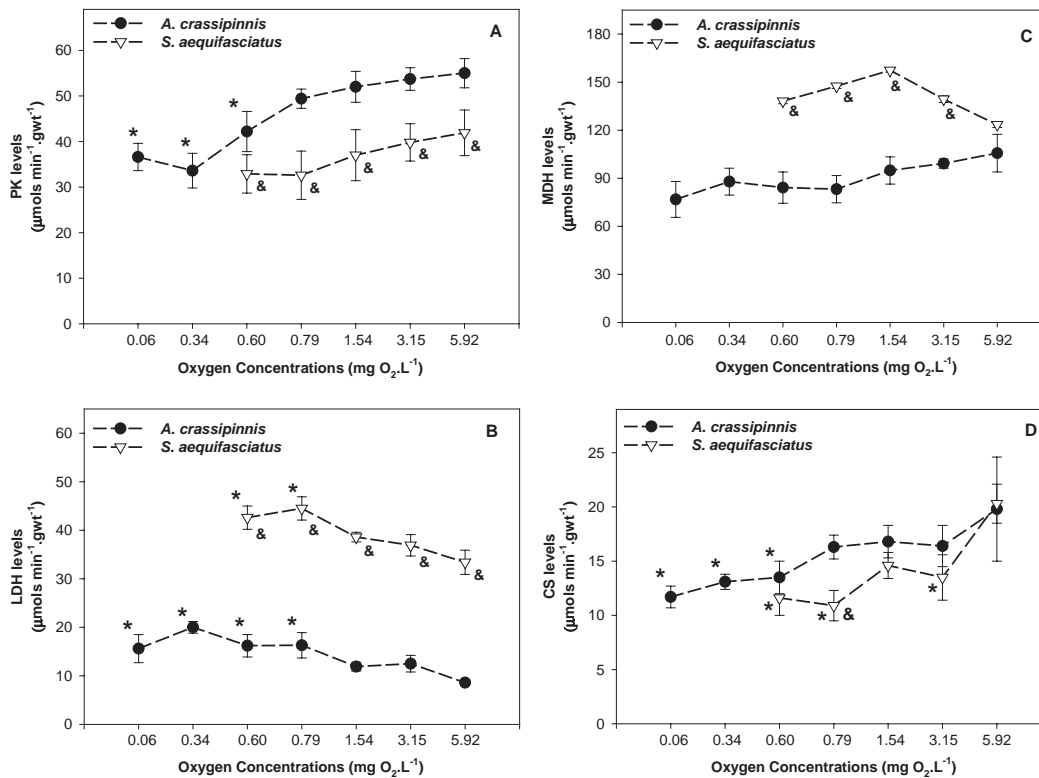 A. crassipinnis
S. aequifasciatus
A
60
50
40
30
20
10
0
PK levels
(µmols min⁻¹·gwt⁻¹)
* * *
& & & & &
0.06 0.34 0.60 0.79 1.54 3.15 5.92
Oxygen Concentrations (mg O₂.L⁻¹)
A. crassipinnis
S. aequifasciatus
C
180
150
120
90
60
30
0
MDH levels
(µmols min⁻¹·gwt⁻¹)
& & & &
0.06 0.34 0.60 0.79 1.54 3.15 5.92
Oxygen Concentrations (mg O₂.L⁻¹)
A. crassipinnis
S. aequifasciatus
B
60
50
40
30
20
10
0
LDH levels
(µmols min⁻¹·gwt⁻¹)
* *
& & & & &
* * * *
0.06 0.34 0.60 0.79 1.54 3.15 5.92
Oxygen Concentrations (mg O₂.L⁻¹)
A. crassipinnis
S. aequifasciatus
D
25
20
15
10
5
0
CS levels
(µmols min⁻¹·gwt⁻¹)
* * *
* * & *
0.06 0.34 0.60 0.79 1.54 3.15 5.92
Oxygen Concentrations (mg O₂.L⁻¹)